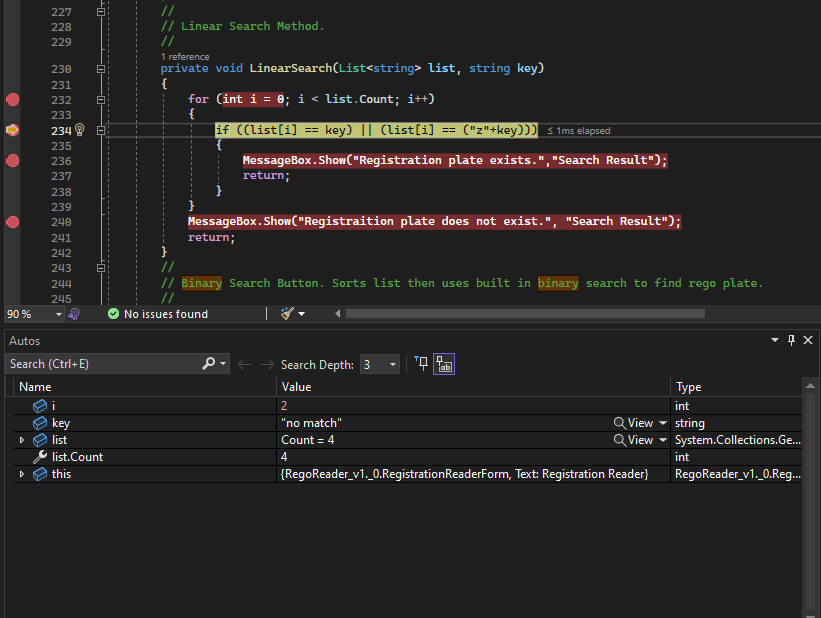 227 //
228 // Linear Search Method.
229 //
1 reference
230 private void LinearSearch(List<string> list, string key)
231 {
232 for (int i = 0; i < list.Count; i++)
233 {
234 if ((list[i] == key) || (list[i] == ("z"+key))) ≤ 1ms elapsed
235 {
236 MessageBox.Show("Registration plate exists.","Search Result");
237 return;
238 }
239 }
240 MessageBox.Show("Registraition plate does not exist.", "Search Result");
241 return;
242 }
243 //
244 // Binary Search Button. Sorts list then uses built in binary search to find rego plate.
245 //
90 % No issues found
Autos
Search (Ctrl+E) Search Depth: 3
Name Value Type
i 2 int
key "no match" View string
list Count = 4 View System.Collections.Ge...
list.Count 4 int
this {RegoReader_v1._0.RegistrationReaderForm, Text: Registration Reader} RegoReader_v1._0.Reg...